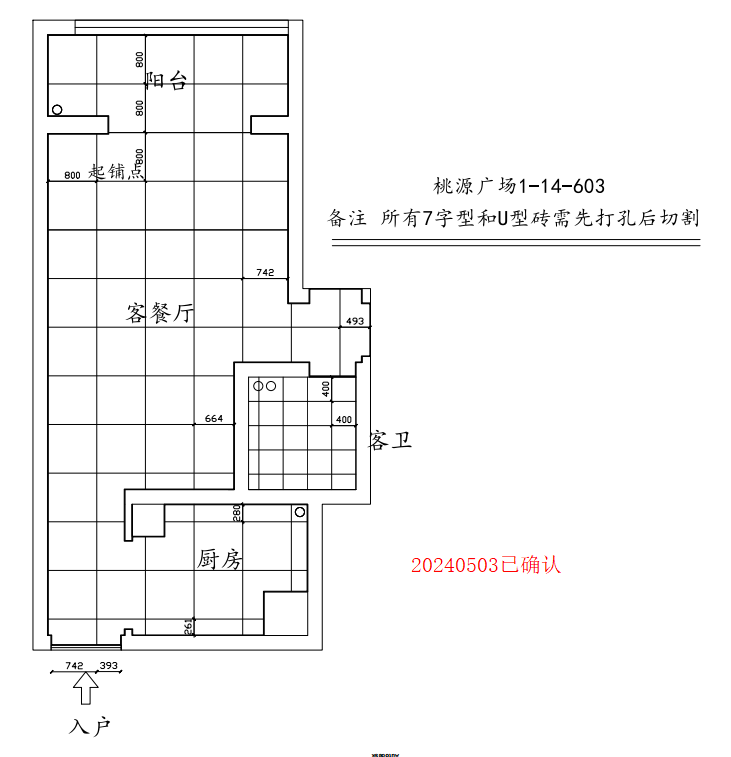 800
阳台
800
800
800
起铺点
桃源广场1-14-603
备注 所有7字型和U型砖需先打孔后切割
742
客餐厅
493
400
664
400
客卫
280
厨房
20240503已确认
261
742
393
入户